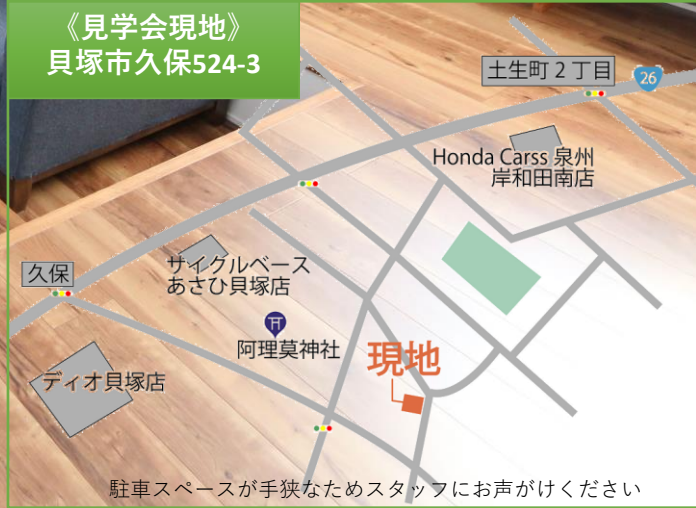 《見学会現地》
貝塚市久保524-3
土生町２丁目
26
Honda Carss 泉州
岸和田南店
久保
サイクルベース
あさひ貝塚店
阿理莫神社
現地
ディオ貝塚店
駐車スペースが手狭なためスタッフにお声がけください